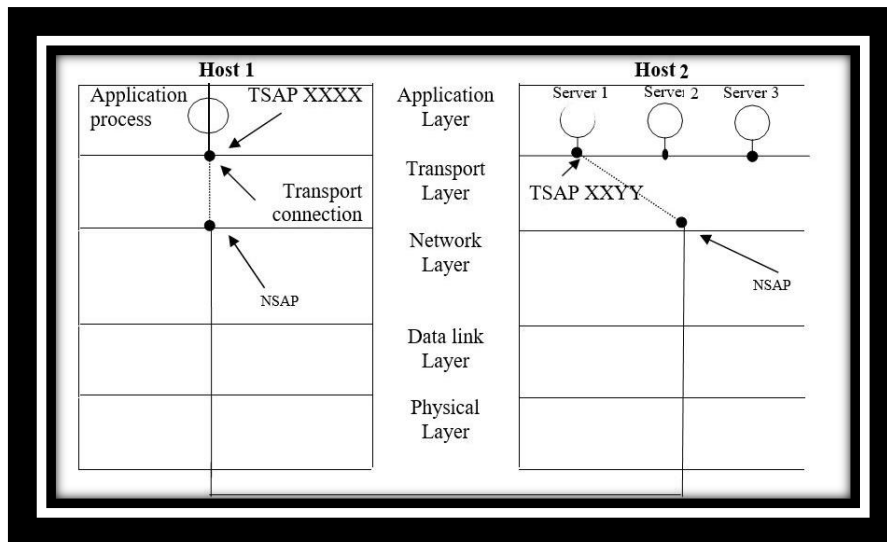 Host 1
Application
process
TSAP XXXX
Transport
connection
NSAP
Application
Layer
Transport
Layer
Network
Layer
Data link
Layer
Physical
Layer
Host 2
Server 1
Server 2
Server 3
TSAP XXYY
NSAP